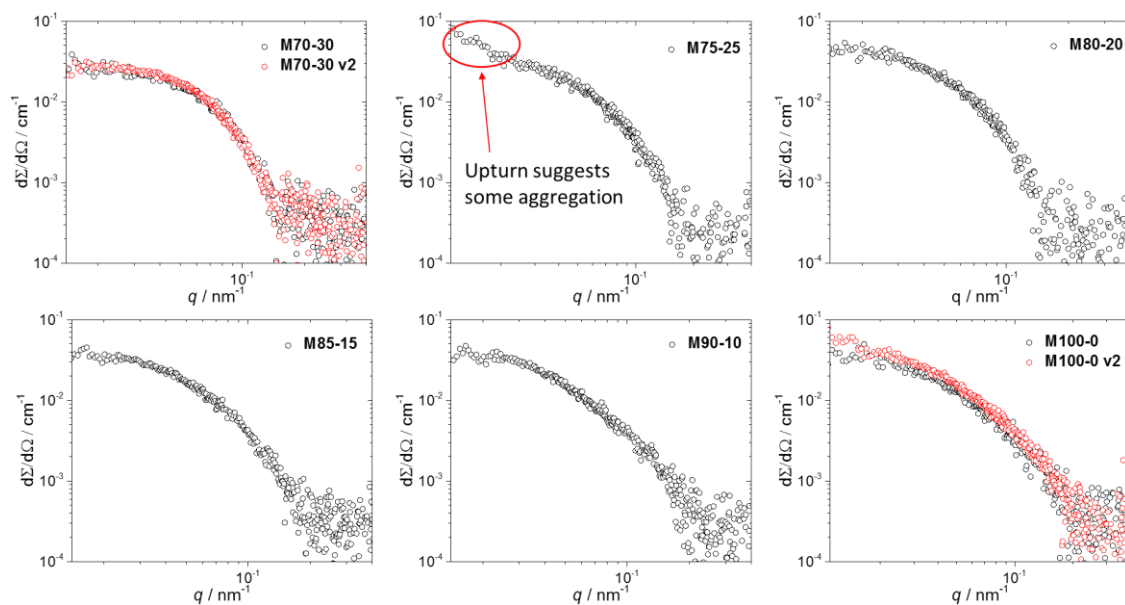 10⁻¹
10⁻²
10⁻³
10⁻⁴
dΣ/dΩ / cm⁻¹
M70-30
M70-30 v2
10⁻¹
q / nm⁻¹
10⁻¹
10⁻²
10⁻³
10⁻⁴
dΣ/dΩ / cm⁻¹
M75-25
Upturn suggests
some aggregation
10⁻¹
q / nm⁻¹
10⁻¹
10⁻²
10⁻³
10⁻⁴
dΣ/dΩ / cm⁻¹
M80-20
10⁻¹
q / nm⁻¹
10⁻¹
10⁻²
10⁻³
10⁻⁴
dΣ/dΩ / cm⁻¹
M85-15
10⁻¹
q / nm⁻¹
10⁻¹
10⁻²
10⁻³
10⁻⁴
dΣ/dΩ / cm⁻¹
M90-10
10⁻¹
q / nm⁻¹
10⁻¹
10⁻²
10⁻³
10⁻⁴
dΣ/dΩ / cm⁻¹
M100-0
M100-0 v2
10⁻¹
q / nm⁻¹